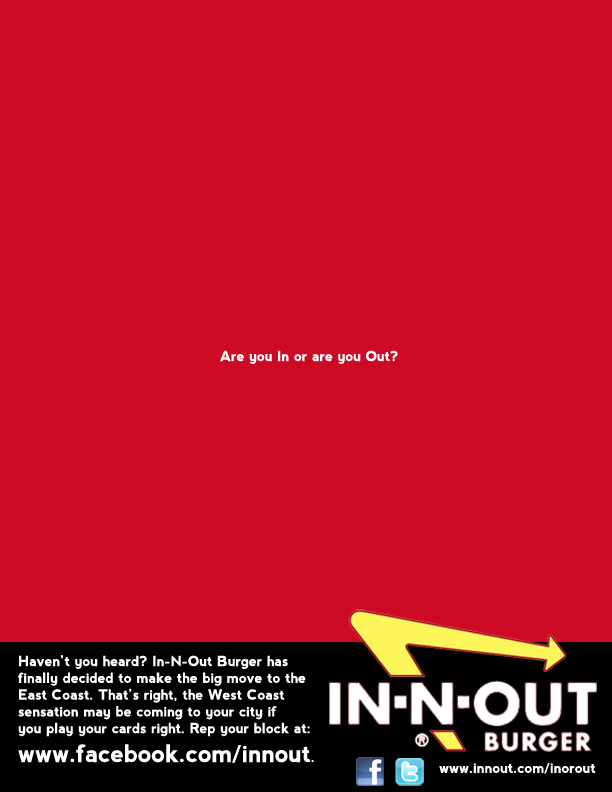 Are you In or are you Out?
Haven't you heard? In-N-Out Burger has
finally decided to make the big move to the
East Coast. That's right, the West Coast
sensation may be coming to your city if
you play your cards right. Rep your block at:
www.facebook.com/innout.
IN-N-OUT
® BURGER
f t www.innout.com/inorout